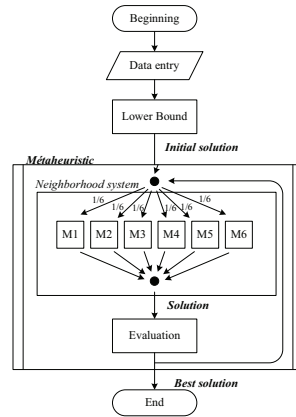 Beginning
Data entry
Lower Bound
Initial solution
Métaheuristic
Neighborhood system
1/6 1/6 1/6 1/6 1/6 1/6
M1 M2 M3 M4 M5 M6
Solution
Evaluation
Best solution
End